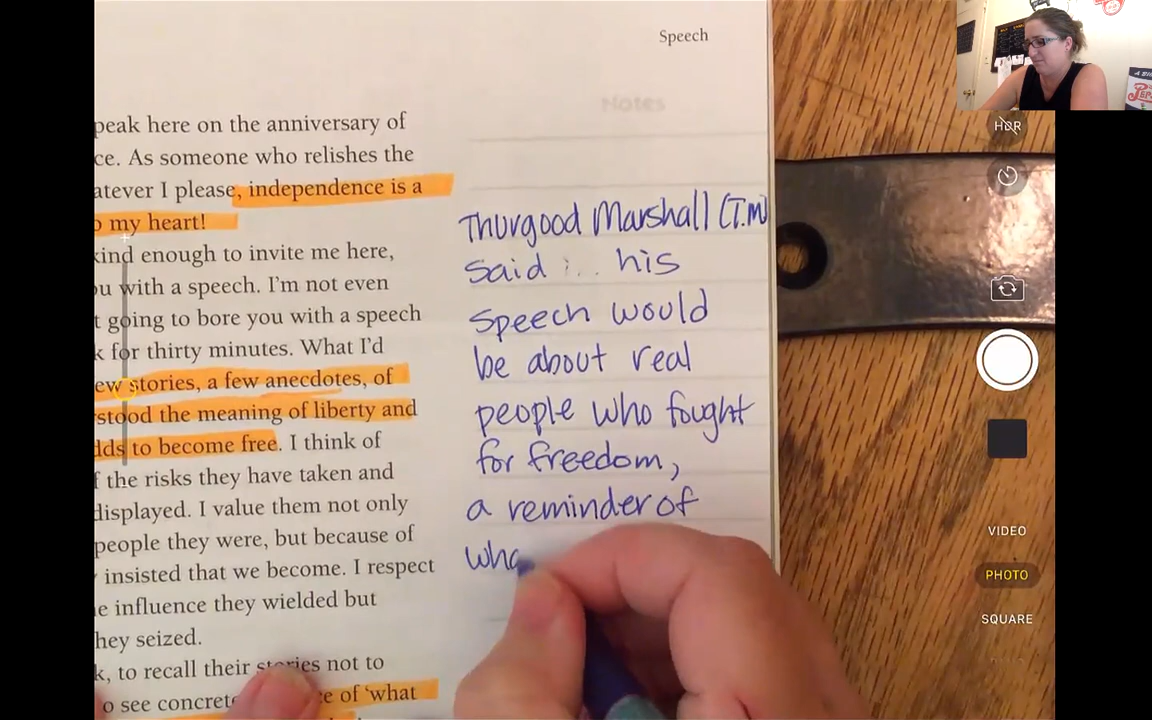 Speech
Notes
peak here on the anniversary of
ce. As someone who relishes the
atever I please, independence is a
o my heart!
kind enough to invite me here,
ou with a speech. I'm not even
t going to bore you with a speech
k for thirty minutes. What I'd
ew stories, a few anecdotes, of
stood the meaning of liberty and
dds to become free. I think of
f the risks they have taken and
displayed. I value them not only
people they were, but because of
insisted that we become. I respect
e influence they wielded but
hey seized.
k, to recall their stories not to
o see concrete e of 'what
Thurgood Marshall (T.M)
said ... his
speech would
be about real
people who fought
for freedom,
a reminder of
wha
HDR
VIDEO
PHOTO
SQUARE